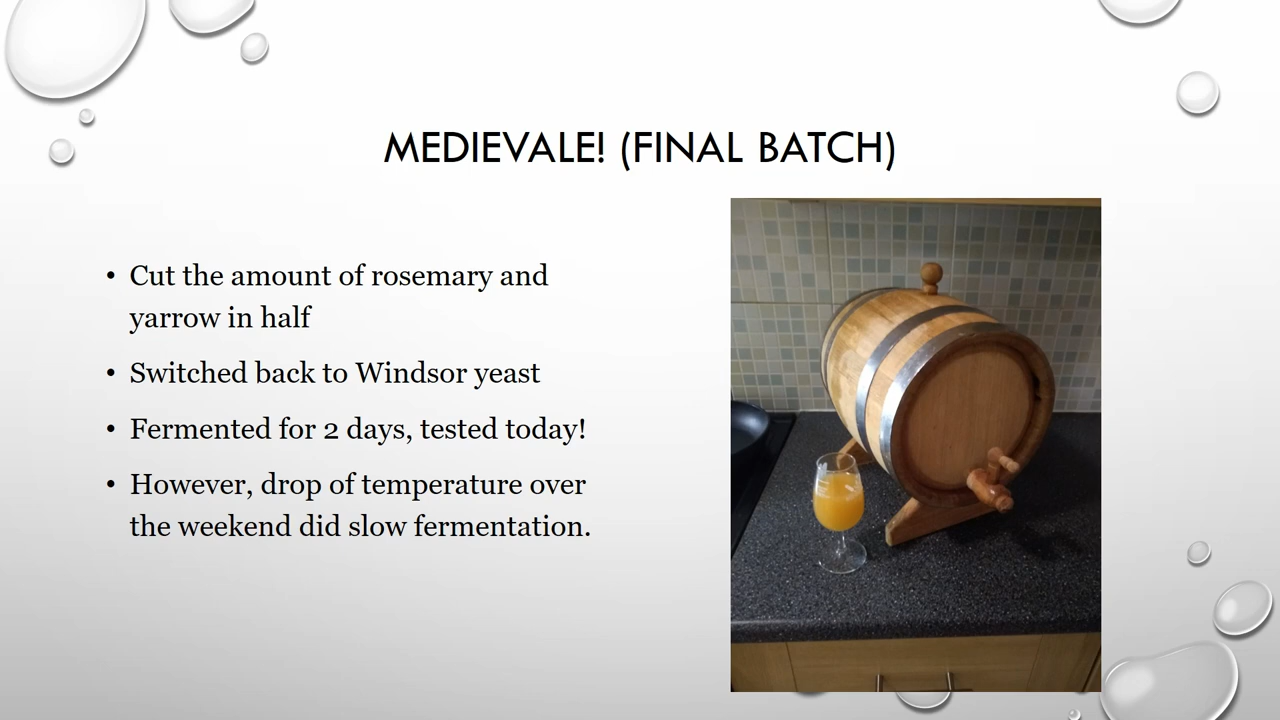 MEDIEVALE! (FINAL BATCH)
• Cut the amount of rosemary and
yarrow in half
• Switched back to Windsor yeast
• Fermented for 2 days, tested today!
• However, drop of temperature over
the weekend did slow fermentation.